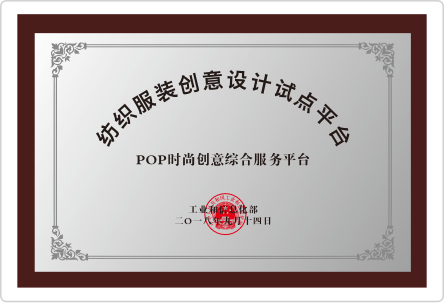 纺织服装创意设计试点平台
POP时尚创意综合服务平台
工业和信息化部
二〇一八年九月十四日